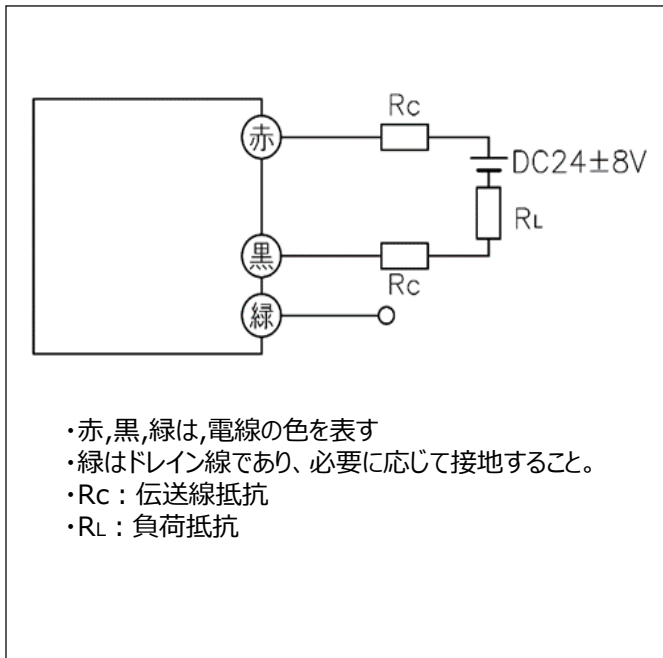 Rc
赤
DC24±8V
RL
黒
Rc
緑
・赤,黒,緑は,電線の色を表す
・緑はドレイン線であり、必要に応じて接地すること。
・Rc：伝送線抵抗
・RL：負荷抵抗